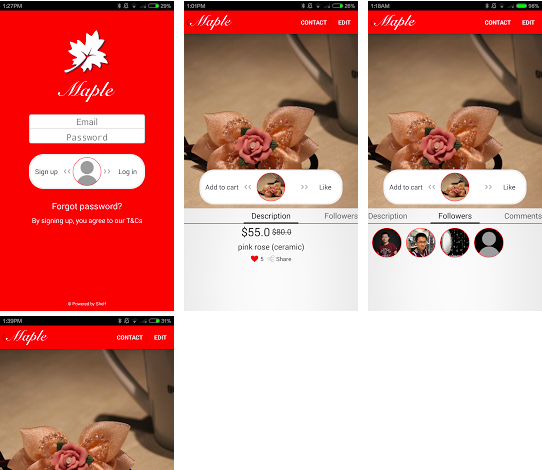 1:27PM 29%
Maple
Email
Password
Sign up << >> Log in
Forgot password?
By signing up, you agree to our T&Cs
© Powered by Shelf
1:01PM 26%
Maple CONTACT EDIT
Add to cart << >> Like
Description Followers
$55.0 $80.0
pink rose (ceramic)
5 Share
1:18AM 96%
Maple CONTACT EDIT
Add to cart << >> Like
Description Followers Comments
1:39PM 31%
Maple CONTACT EDIT